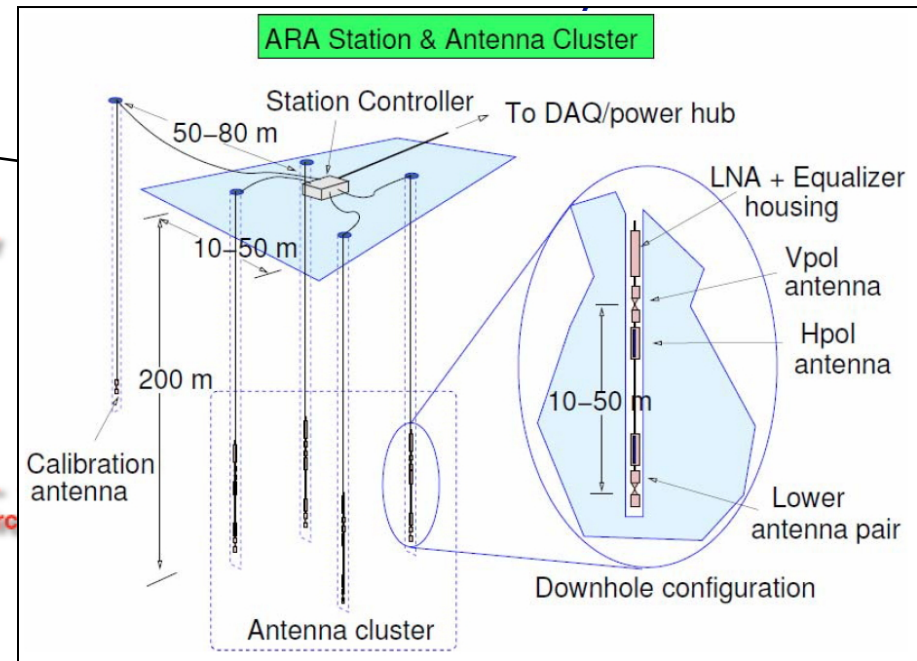 ARA Station & Antenna Cluster
Station Controller
To DAQ/power hub
50–80 m
LNA + Equalizer
housing
10–50 m
Vpol
antenna
Hpol
antenna
200 m
10–50 m
Calibration
antenna
Lower
antenna pair
Downhole configuration
Antenna cluster